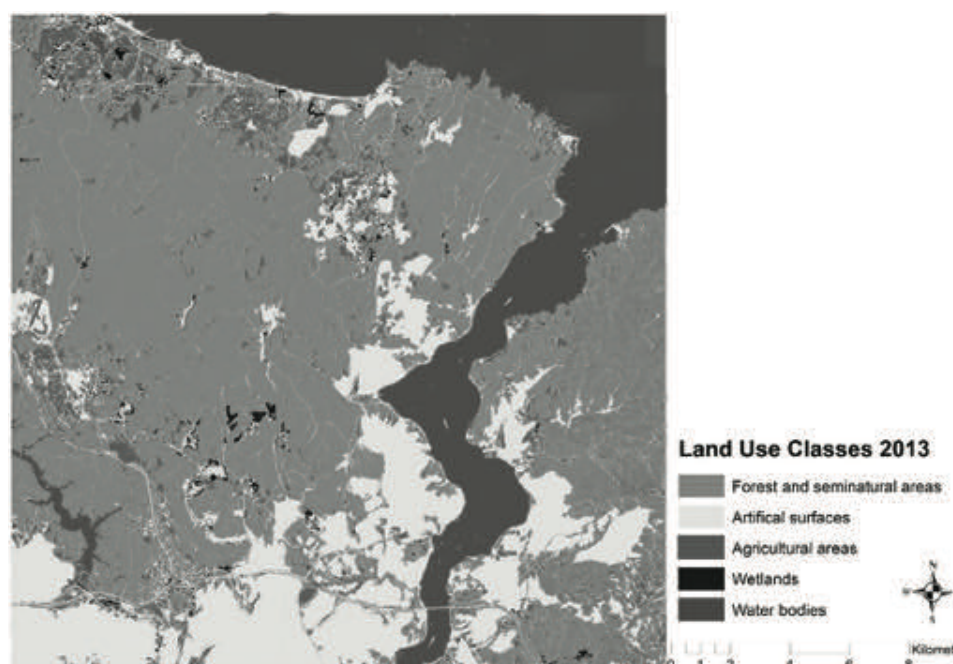 Land Use Classes 2013
Forest and seminatural areas
Artifical surfaces
Agricultural areas
Wetlands
Water bodies
N